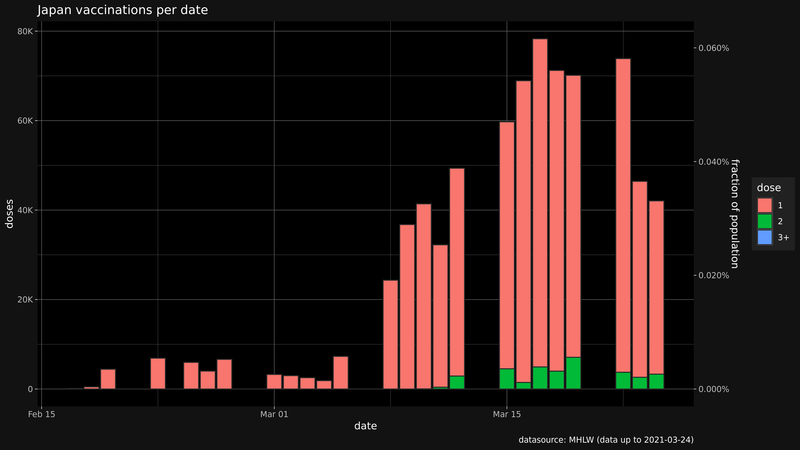 Japan vaccinations per date
80K
60K
40K
20K
0
doses
0.060%
0.040%
0.020%
0.000%
fraction of population
dose
1
2
3+
Feb 15
Mar 01
Mar 15
date
datasource: MHLW (data up to 2021-03-24)